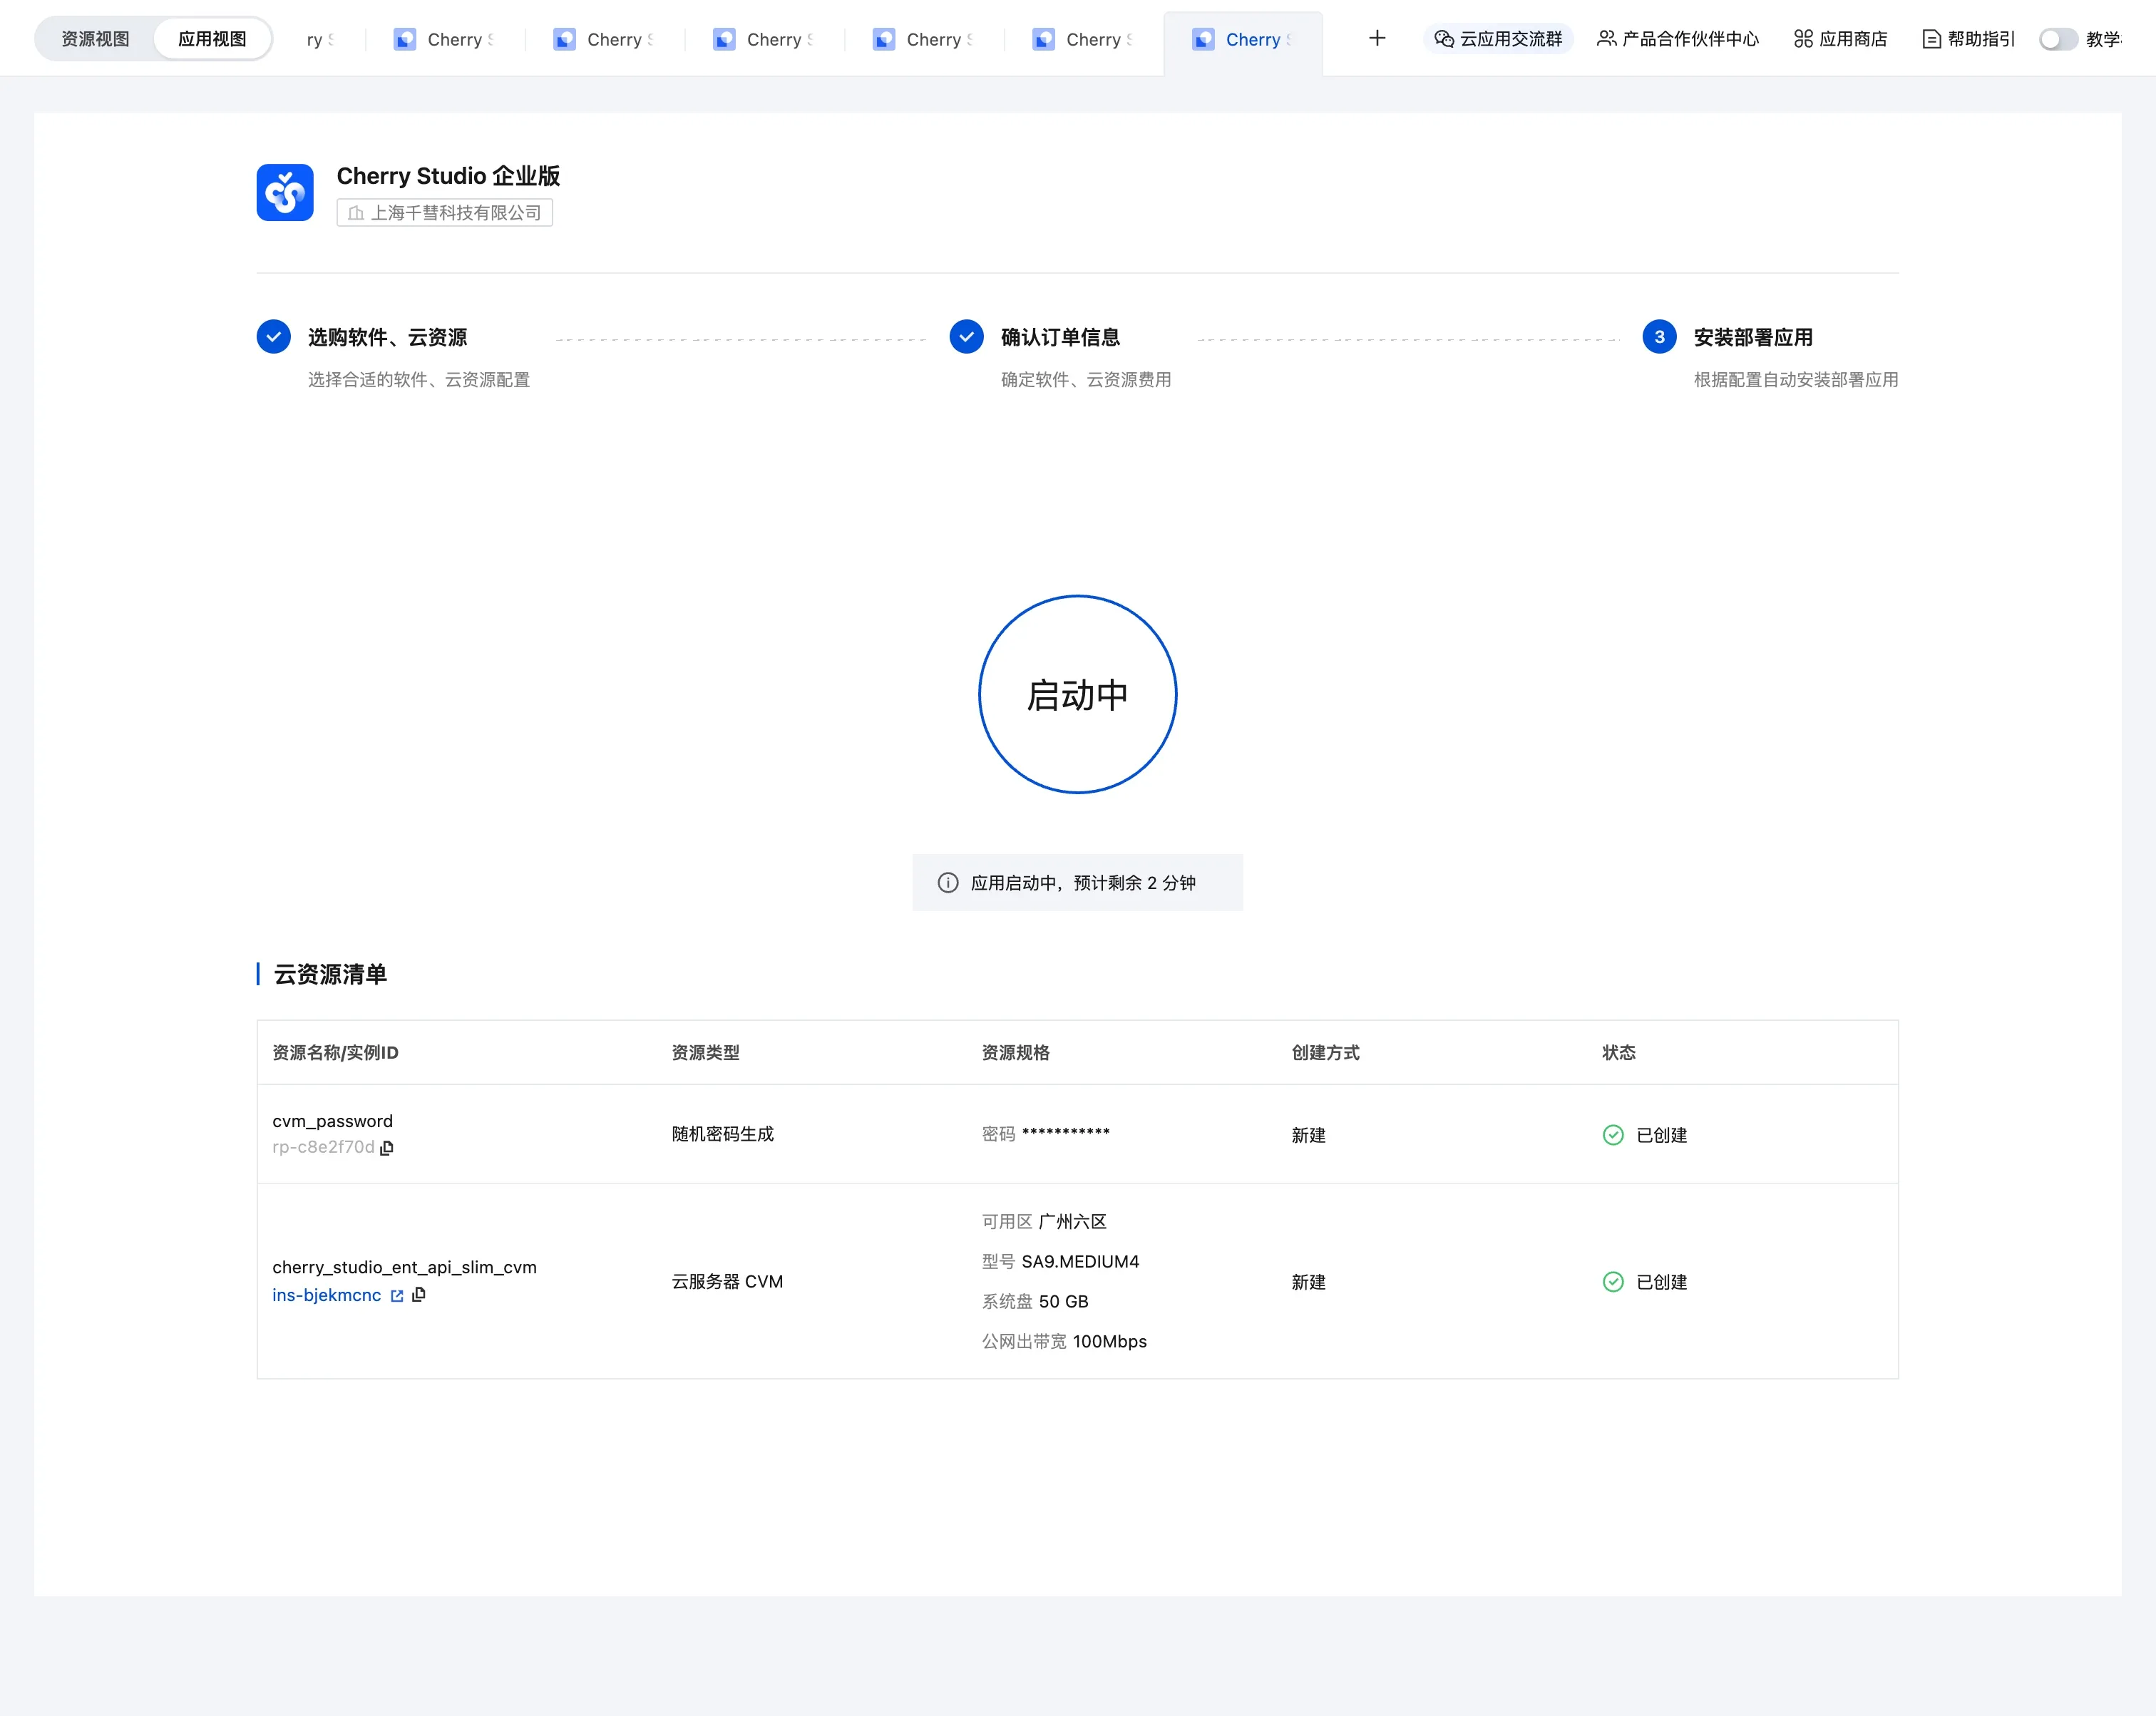 资源视图 应用视图 ry Cherry Cherry Cherry Cherry Cherry Cherry 云应用交流群 产品合作伙伴中心 应用商店 帮助指引 教学
Cherry Studio 企业版
上海千彗科技有限公司
选购软件、云资源 确认订单信息 3 安装部署应用
选择合适的软件、云资源配置 确定软件、云资源费用 根据配置自动安装部署应用
启动中
应用启动中，预计剩余 2 分钟
云资源清单
资源名称/实例ID 资源类型 资源规格 创建方式 状态
cvm_password
rp-c8e2f70d 随机密码生成 密码 *********** 新建 已创建
可用区 广州六区
型号 SA9.MEDIUM4
cherry_studio_ent_api_slim_cvm
ins-bjekmcnc 云服务器 CVM 新建 已创建
系统盘 50 GB
公网出带宽 100Mbps